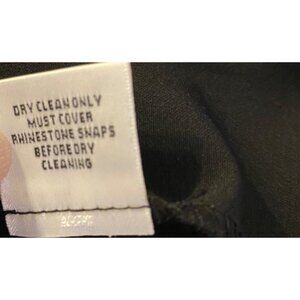 DRY CLEAN ONLY
MUST COVER
RHINESTONE SNAPS
BEFORE DRY
CLEANING